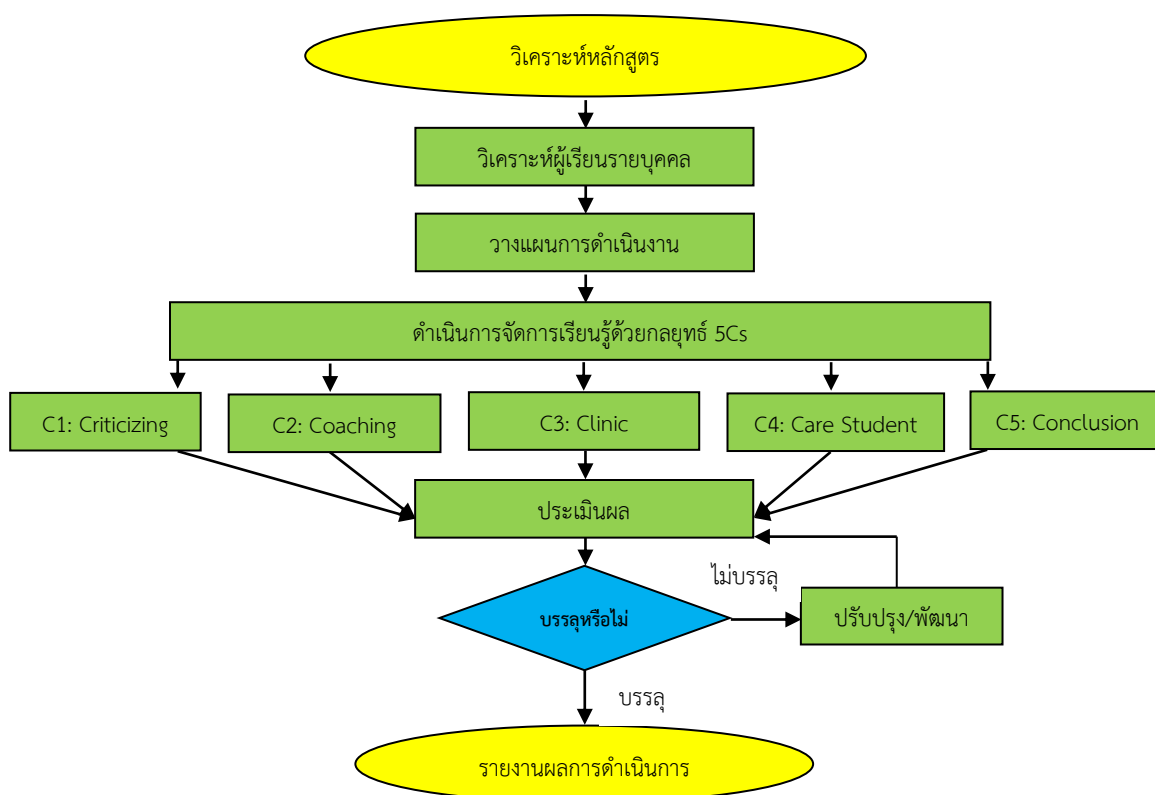 วิเคราะห์หลักสูตร
วิเคราะห์ผู้เรียนรายบุคคล
วางแผนการดำเนินงาน
ดำเนินการจัดการเรียนรู้ด้วยกลยุทธ์ 5Cs
C1: Criticizing
C2: Coaching
C3: Clinic
C4: Care Student
C5: Conclusion
ประเมินผล
ไม่บรรลุ
บรรลุหรือไม่
ปรับปรุง/พัฒนา
บรรลุ
รายงานผลการดำเนินการ